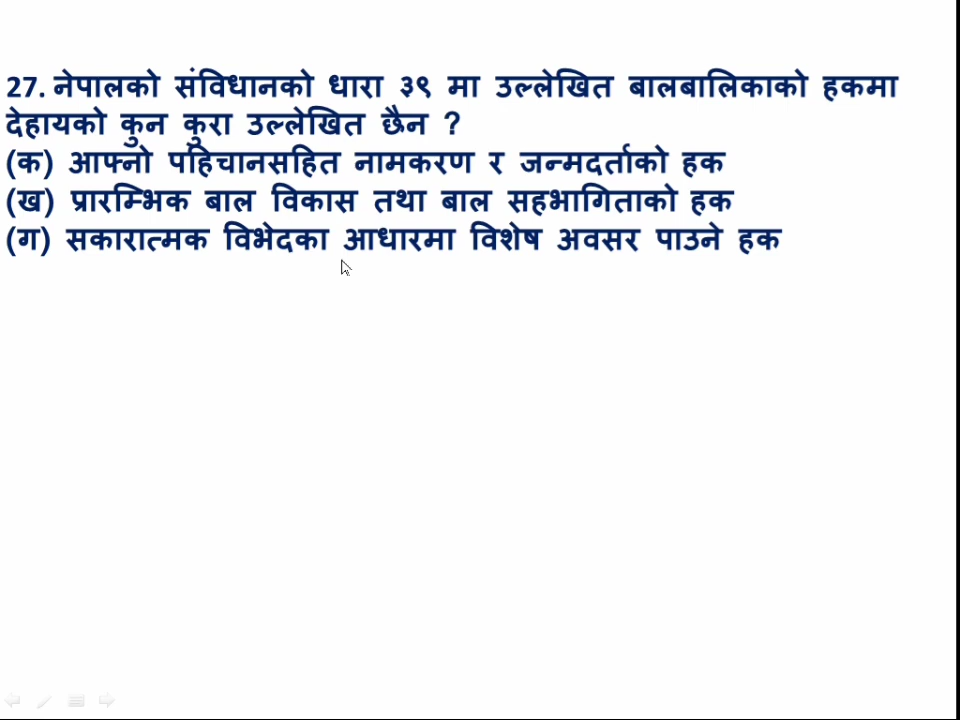 27. नेपालको संविधानको धारा ३९ मा उल्लेखित बालबालिकाको हकमा
देहायको कुन कुरा उल्लेखित छैन ?
(क) आफ्नो पहिचानसहित नामकरण र जन्मदर्ताको हक
(ख) प्रारम्भिक बाल विकास तथा बाल सहभागिताको हक
(ग) सकारात्मक विभेदका आधारमा विशेष अवसर पाउने हक